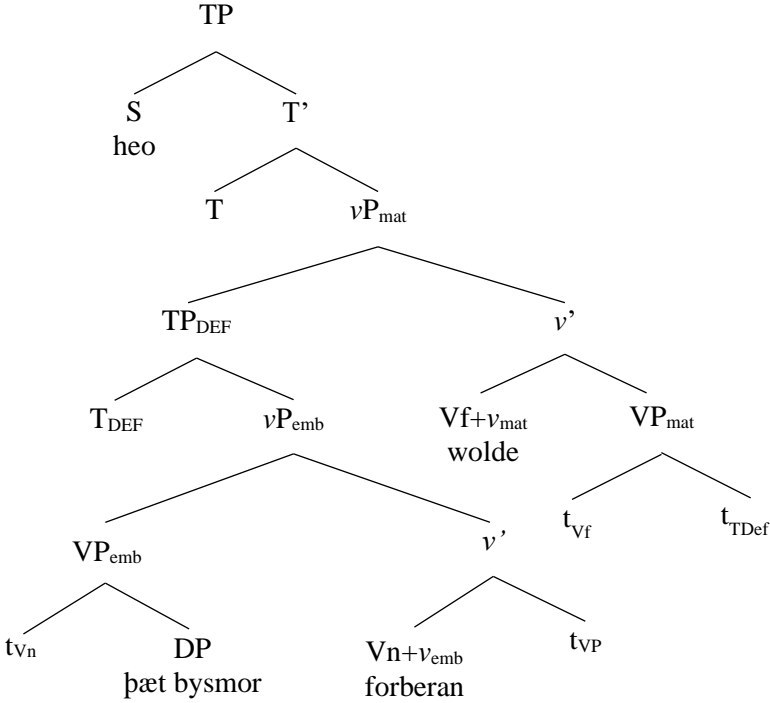 TP
S T’
heo
T vPmat
TPDEF v’
TDEF vPemb Vf+vmat VPmat
wolde
tVf tTDef
VPemb v’
tVn DP Vn+vemb tVP
þæt bysmor forberan